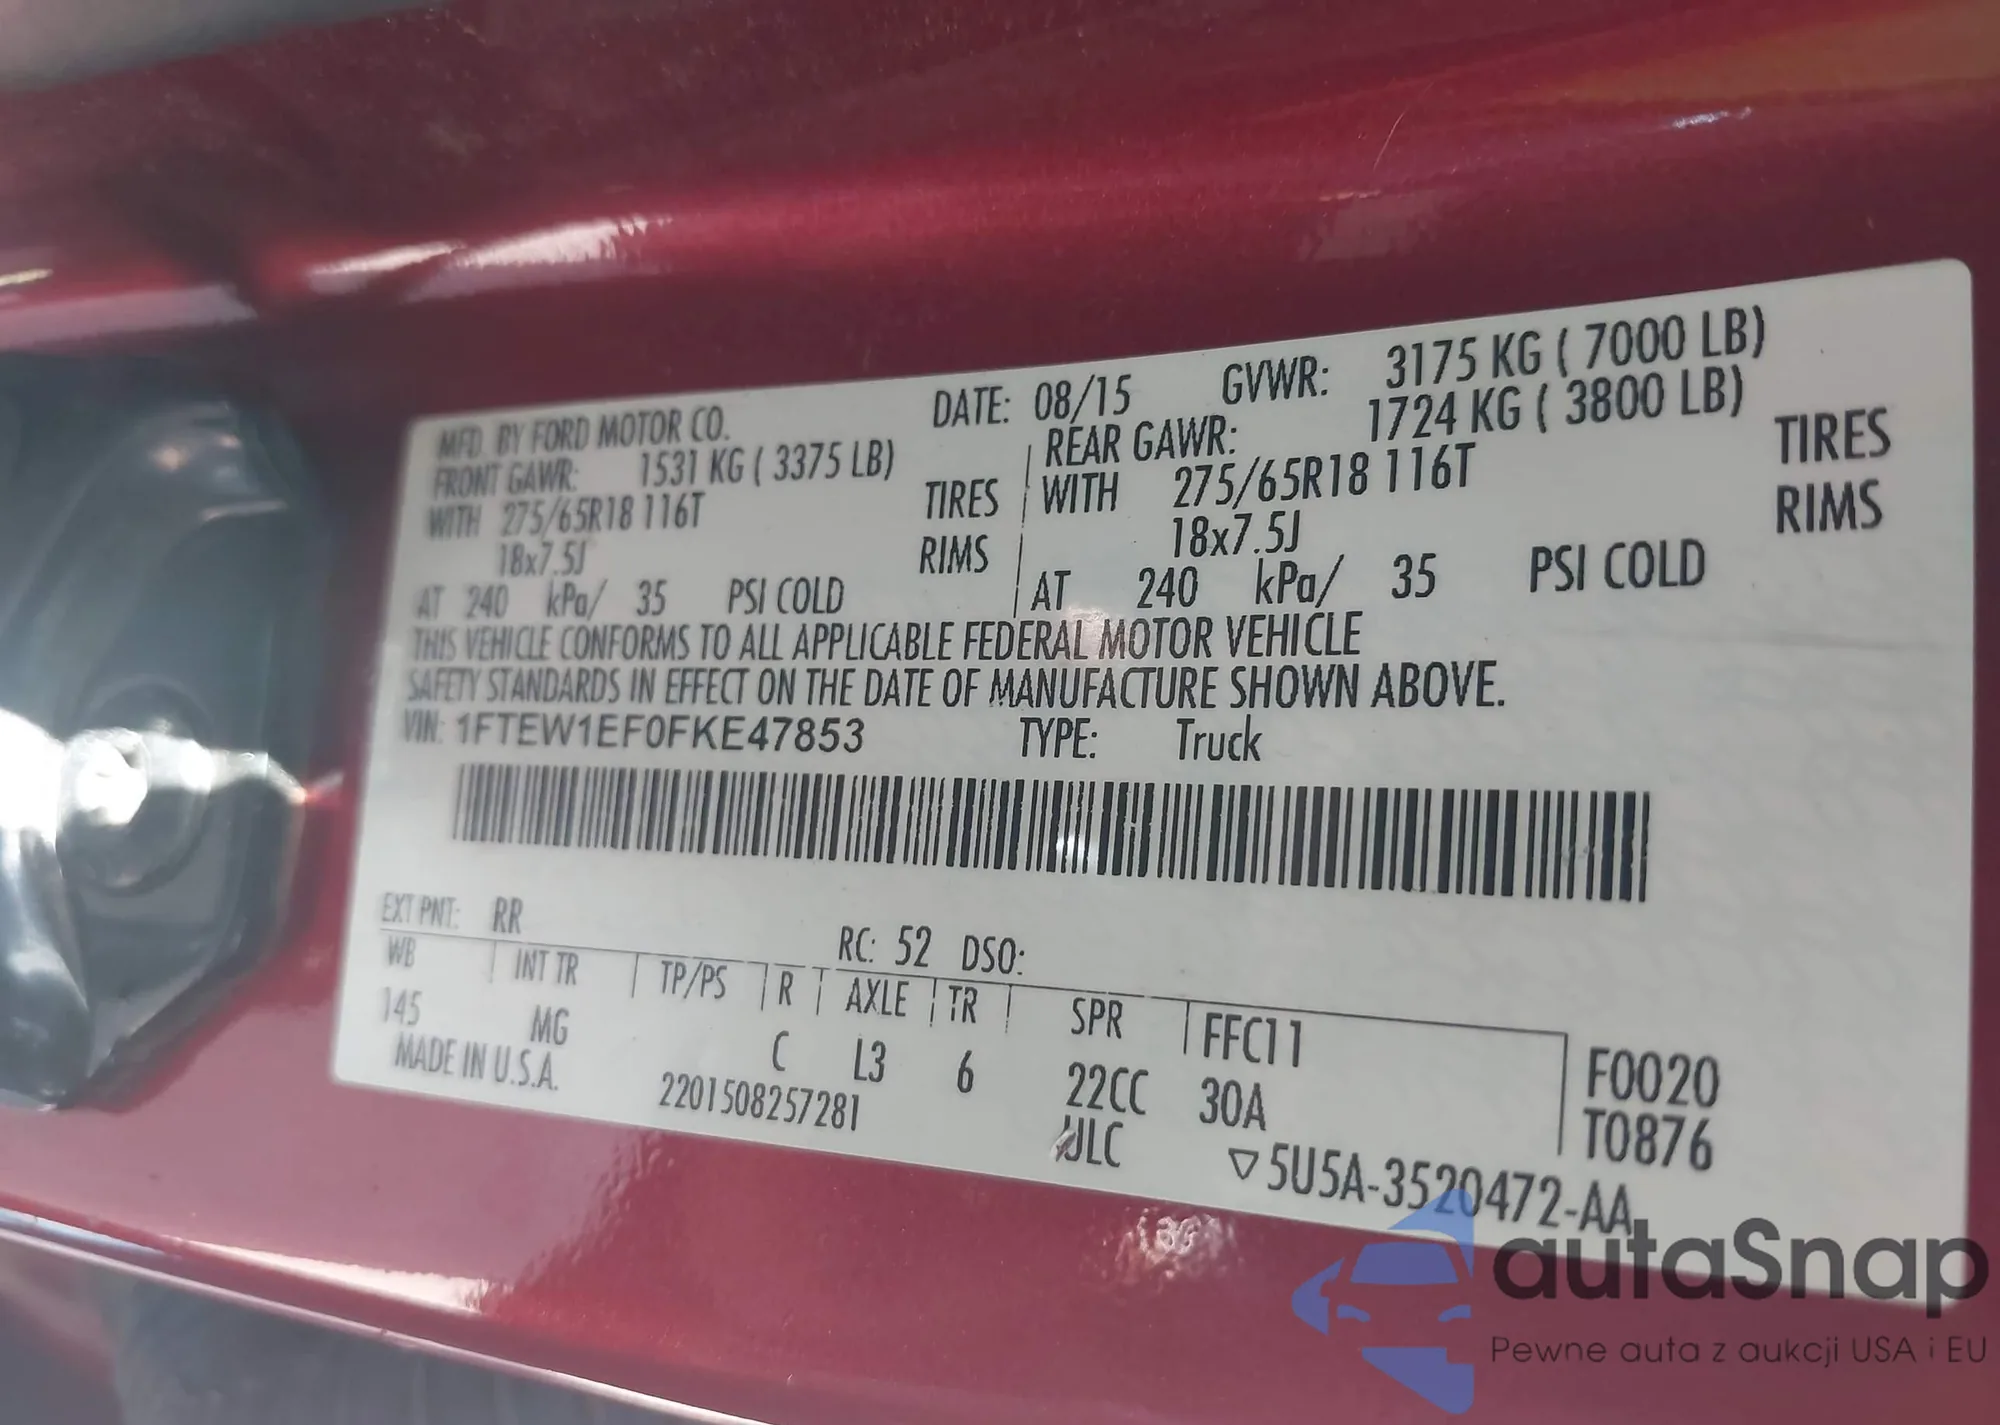 MFD. BY FORD MOTOR CO. DATE: 08/15 GVWR: 3175 KG ( 7000 LB)
FRONT GAWR: 1531 KG ( 3375 LB) REAR GAWR: 1724 KG ( 3800 LB)
WITH 275/65R18 116T TIRES WITH 275/65R18 116T TIRES
18x7.5J RIMS 18x7.5J RIMS
AT 240 kPa/ 35 PSI COLD AT 240 kPa/ 35 PSI COLD
THIS VEHICLE CONFORMS TO ALL APPLICABLE FEDERAL MOTOR VEHICLE
SAFETY STANDARDS IN EFFECT ON THE DATE OF MANUFACTURE SHOWN ABOVE.
VIN: 1FTEW1EF0FKE47853 TYPE: Truck
EXT PNT: RR RC: 52 DSO:
WB INT TR TP/PS R AXLE TR SPR FFC11 F0020
145 MG C L3 6 22CC 30A T0876
MADE IN U.S.A. 2201508257281 ULC ▽5U5A-3520472-AA
autaSnap
Pewne auta z aukcji USA i EU